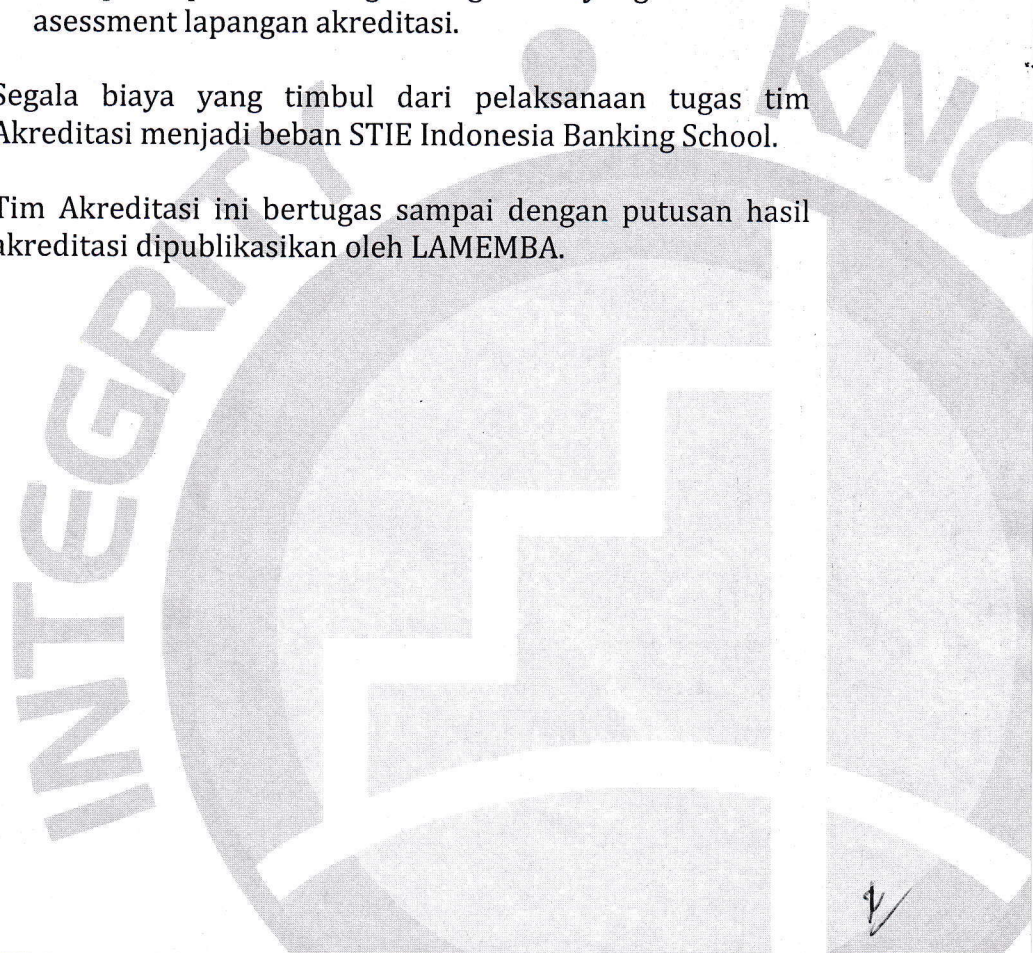 asessment lapangan akreditasi.
Segala biaya yang timbul dari pelaksanaan tugas tim
Akreditasi menjadi beban STIE Indonesia Banking School.
Tim Akreditasi ini bertugas sampai dengan putusan hasil
akreditasi dipublikasikan oleh LAMEMBA.
INTEGRITY